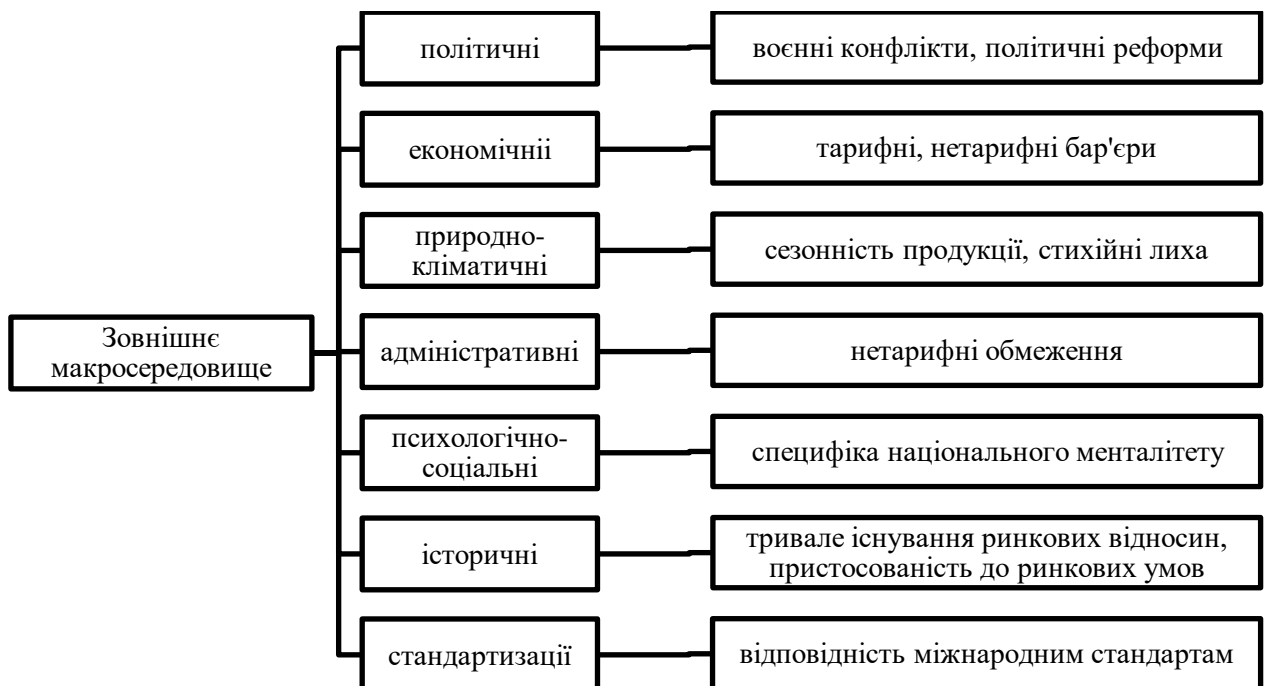 політичні
воєнні конфлікти, політичні реформи
економічніі
тарифні, нетарифні бар'єри
природно-
кліматичні
сезонність продукції, стихійні лиха
Зовнішнє
макросередовище
адміністративні
нетарифні обмеження
психологічно-
соціальні
специфіка національного менталітету
історичні
тривале існування ринкових відносин,
пристосованість до ринкових умов
стандартизації
відповідність міжнародним стандартам